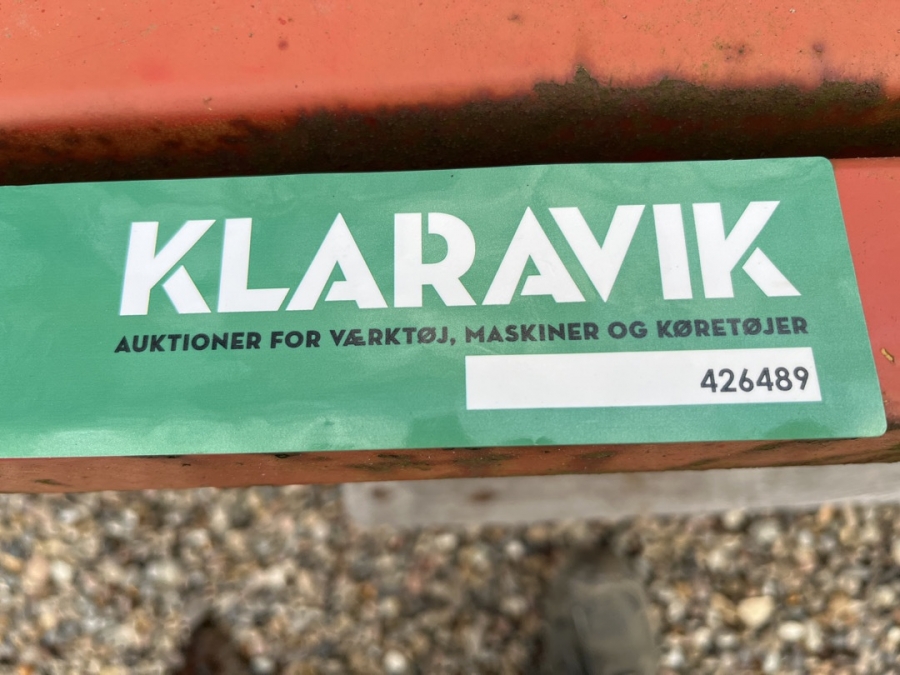 KLARAVIK
AUKTIONER FOR VÆRKTØJ, MASKINER OG KØRETØJER
426489